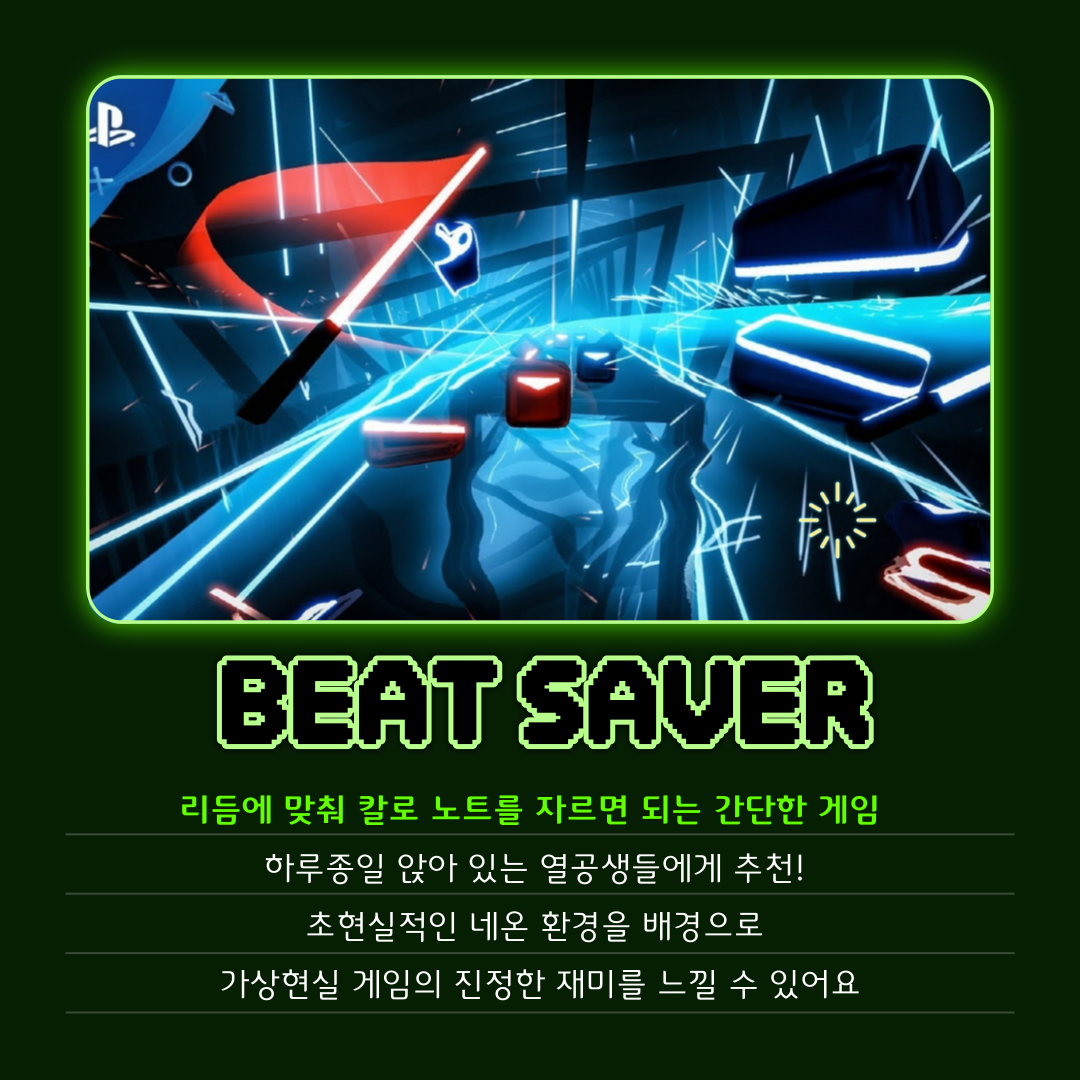 BEAT SAVER
리듬에 맞춰 칼로 노트를 자르면 되는 간단한 게임
하루종일 앉아 있는 열공생들에게 추천!
초현실적인 네온 환경을 배경으로
가상현실 게임의 진정한 재미를 느낄 수 있어요